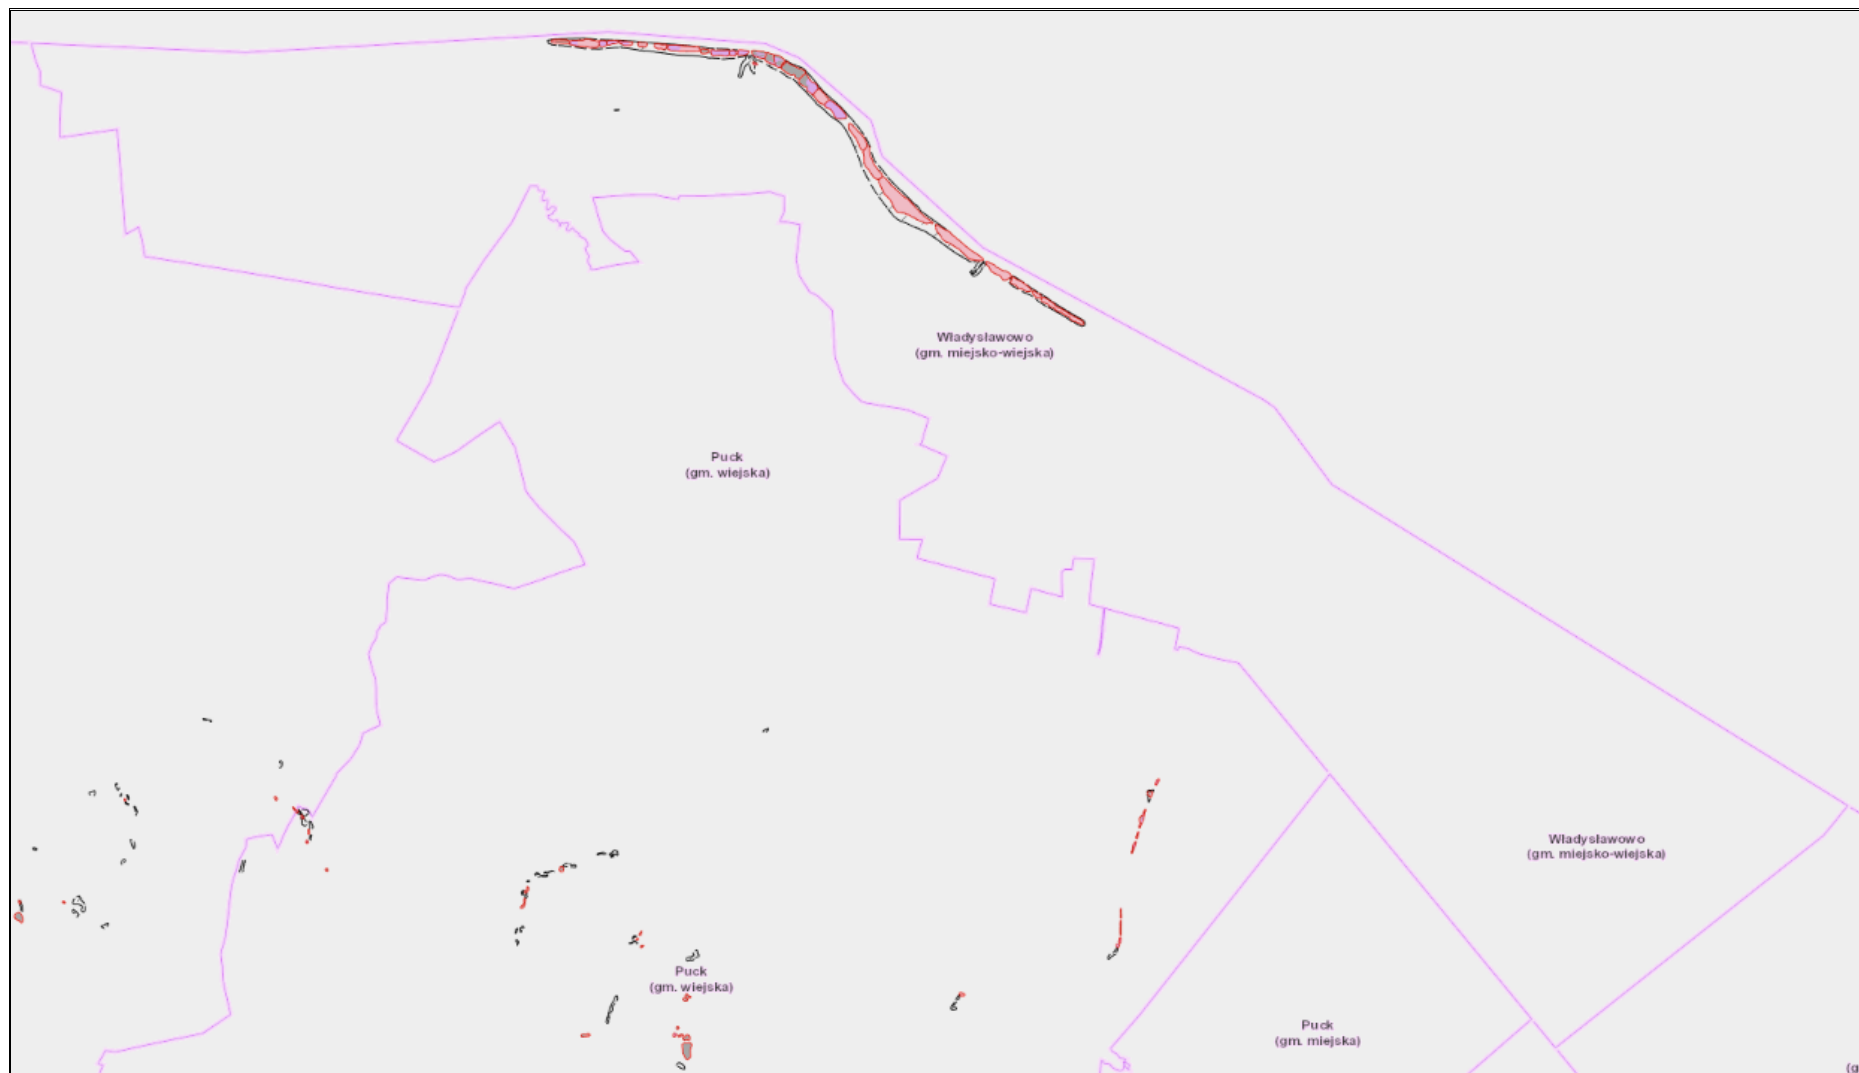 Władysławowo
(gm. miejsko-wiejska)
Puck
(gm. wiejska)
Władysławowo
(gm. miejsko-wiejska)
Puck
(gm. wiejska)
Puck
(gm. miejska)
(g